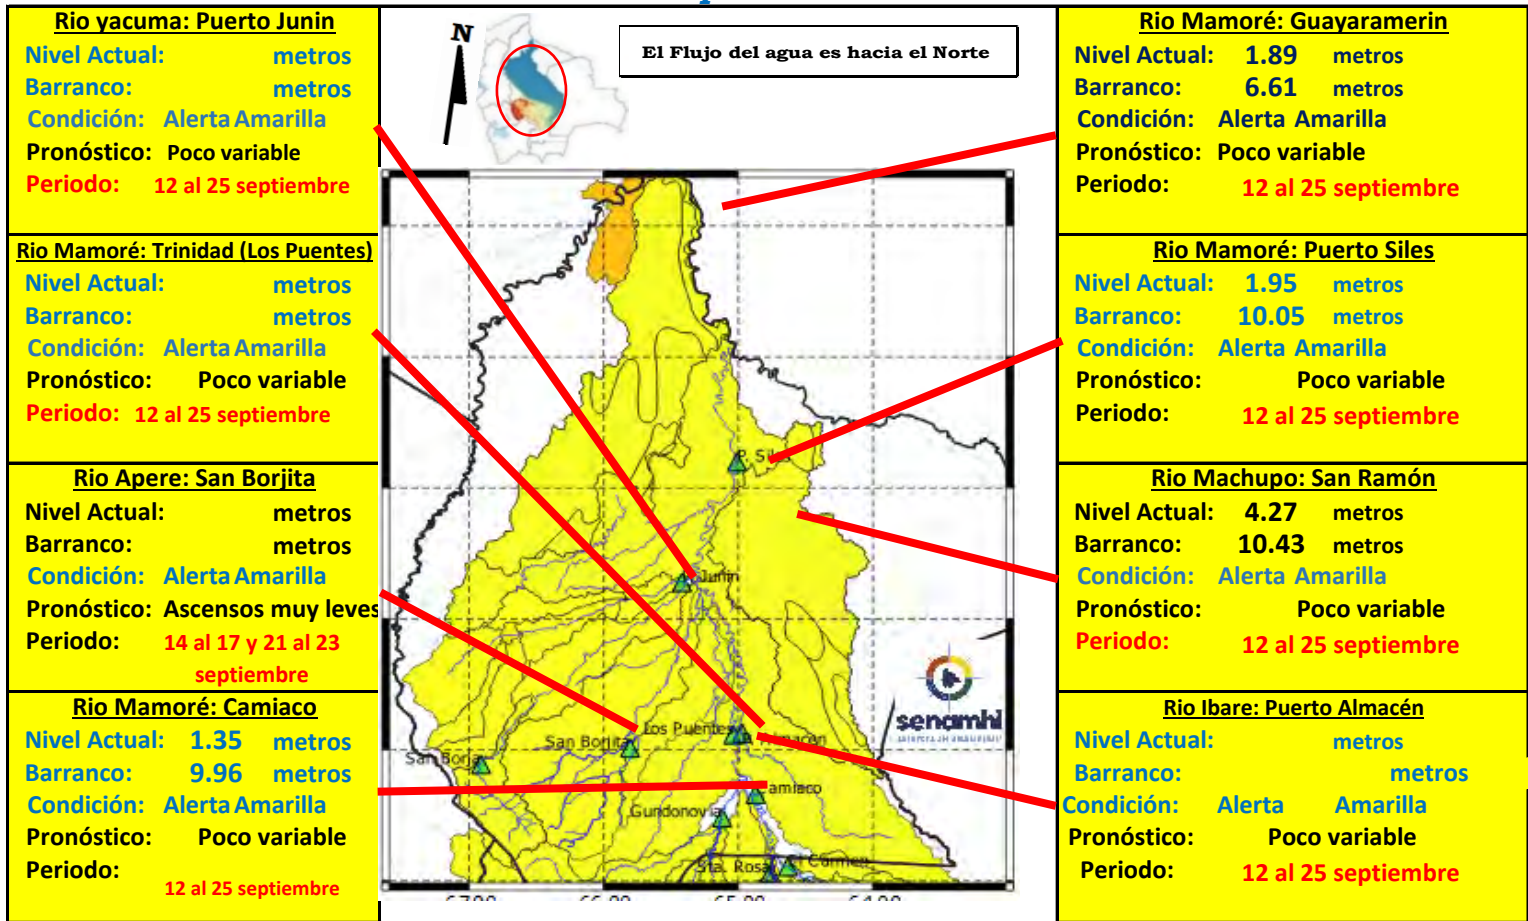 Rio yacuma: Puerto Junin
Nivel Actual: metros
Barranco: metros
Condición: Alerta Amarilla
Pronóstico: Poco variable
Periodo: 12 al 25 septiembre
Rio Mamoré: Trinidad (Los Puentes)
Nivel Actual: metros
Barranco: metros
Condición: Alerta Amarilla
Pronóstico: Poco variable
Periodo: 12 al 25 septiembre
Rio Apere: San Borjita
Nivel Actual: metros
Barranco: metros
Condición: Alerta Amarilla
Pronóstico: Ascensos muy leves
Periodo: 14 al 17 y 21 al 23
septiembre
Rio Mamoré: Camiaco
Nivel Actual: 1.35 metros
Barranco: 9.96 metros
Condición: Alerta Amarilla
Pronóstico: Poco variable
Periodo:
12 al 25 septiembre
N
El Flujo del agua es hacia el Norte
P. Siles
Junin
senamhi
Los Puentes
San Borjita
San Borja
Camiaco
Gundonovia
Sta. Rosa
El Carmen
Rio Mamoré: Guayaramerin
Nivel Actual: 1.89 metros
Barranco: 6.61 metros
Condición: Alerta Amarilla
Pronóstico: Poco variable
Periodo: 12 al 25 septiembre
Rio Mamoré: Puerto Siles
Nivel Actual: 1.95 metros
Barranco: 10.05 metros
Condición: Alerta Amarilla
Pronóstico: Poco variable
Periodo: 12 al 25 septiembre
Rio Machupo: San Ramón
Nivel Actual: 4.27 metros
Barranco: 10.43 metros
Condición: Alerta Amarilla
Pronóstico: Poco variable
Periodo: 12 al 25 septiembre
Rio Ibare: Puerto Almacén
Nivel Actual: metros
Barranco: metros
Condición: Alerta Amarilla
Pronóstico: Poco variable
Periodo: 12 al 25 septiembre